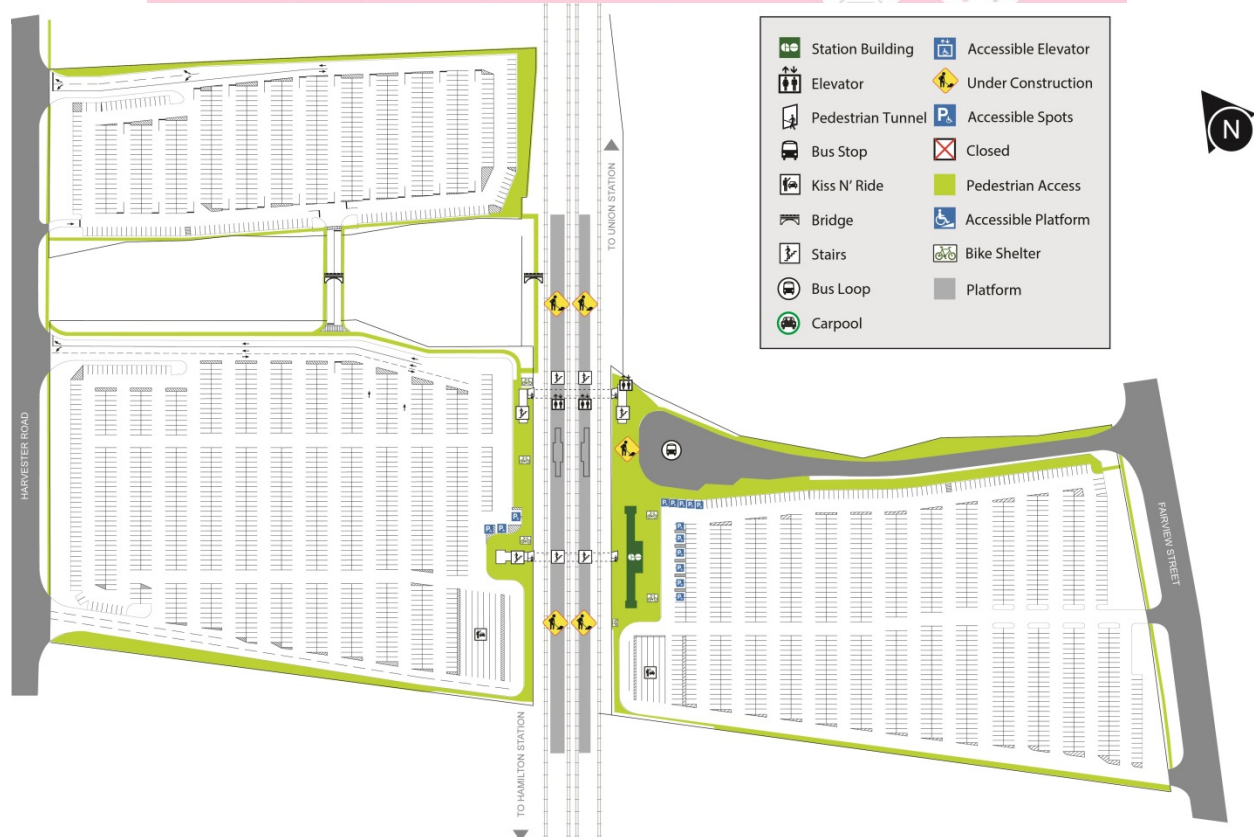 Station Building
Accessible Elevator
Elevator
Under Construction
Pedestrian Tunnel
Accessible Spots
Bus Stop
Closed
Kiss N' Ride
Pedestrian Access
Bridge
Accessible Platform
Stairs
Bike Shelter
Bus Loop
Platform
Carpool
N
TO UNION STATION
HARVESTER ROAD
FAIRVIEW STREET
TO HAMILTON STATION